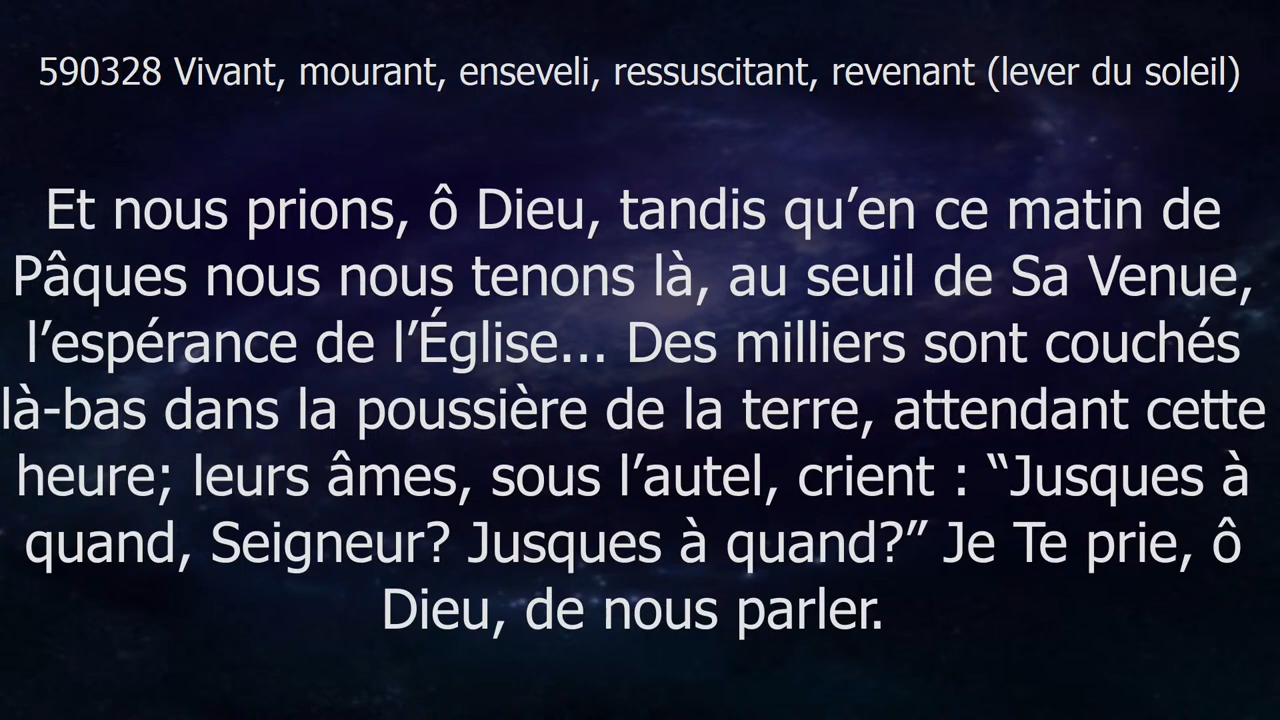 590328 Vivant, mourant, enseveli, ressuscitant, revenant (lever du soleil)
Et nous prions, ô Dieu, tandis qu’en ce matin de
Pâques nous nous tenons là, au seuil de Sa Venue,
l’espérance de l’Église... Des milliers sont couchés
là-bas dans la poussière de la terre, attendant cette
heure; leurs âmes, sous l’autel, crient : “Jusques à
quand, Seigneur? Jusques à quand?” Je Te prie, ô
Dieu, de nous parler.